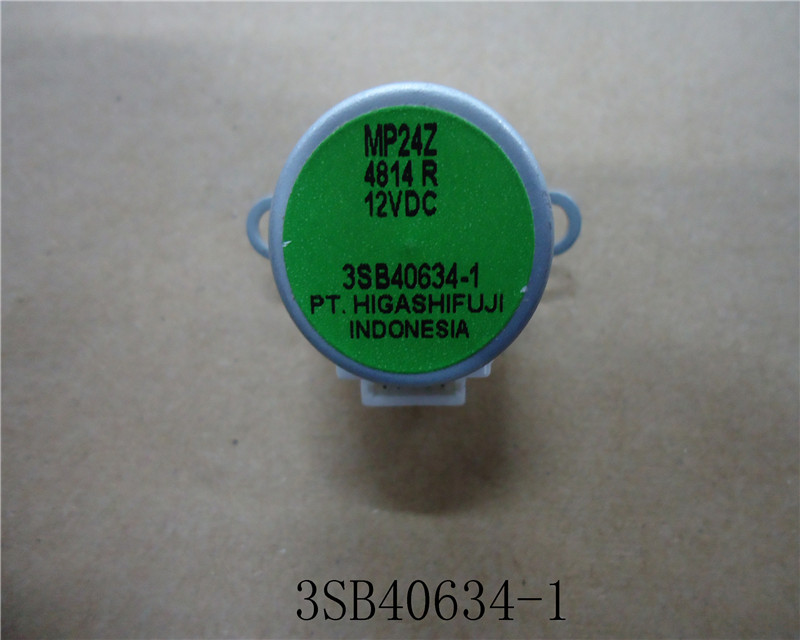 MP24Z
4814 R
12VDC
3SB40634-1
PT. HIGASHIFUJI
INDONESIA
3SB40634-1